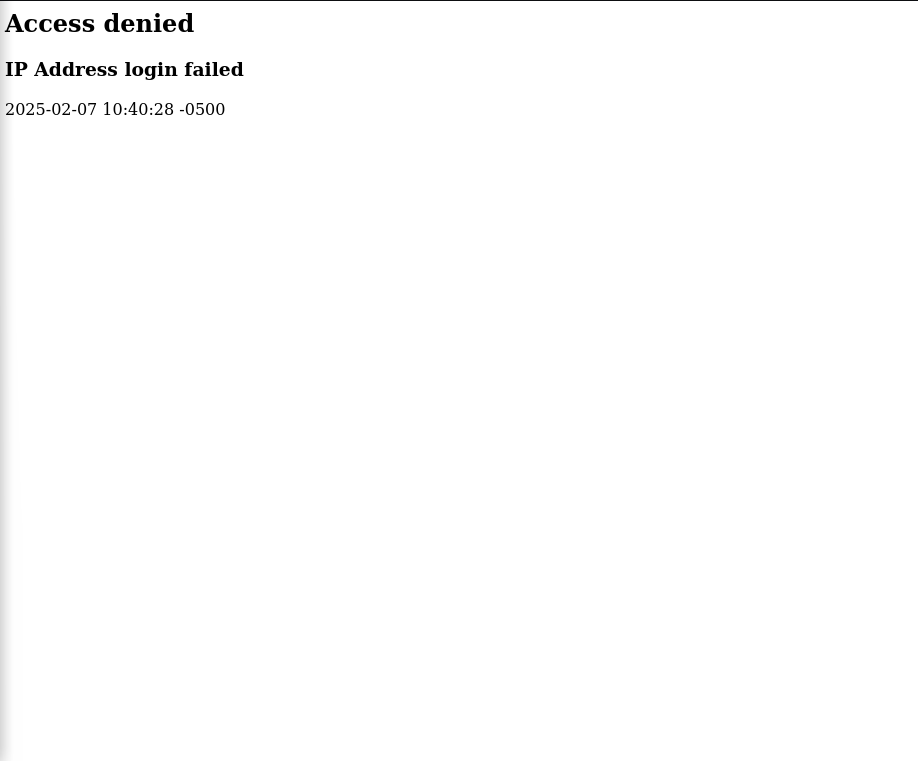 Access denied
IP Address login failed
2025-02-07 10:40:28 -0500